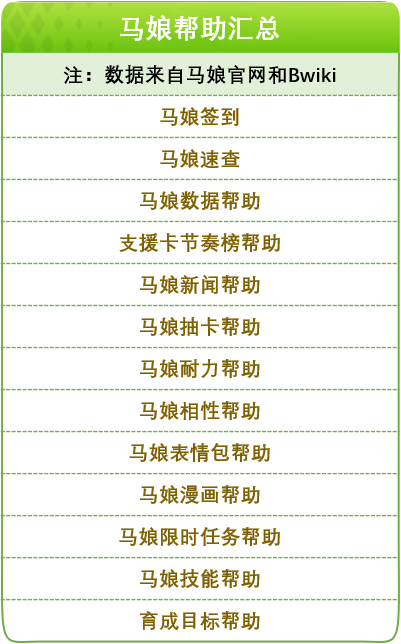 马娘帮助汇总
注：数据来自马娘官网和Bwiki
马娘签到
马娘速查
马娘数据帮助
支援卡节奏榜帮助
马娘新闻帮助
马娘抽卡帮助
马娘耐力帮助
马娘相性帮助
马娘表情包帮助
马娘漫画帮助
马娘限时任务帮助
马娘技能帮助
育成目标帮助